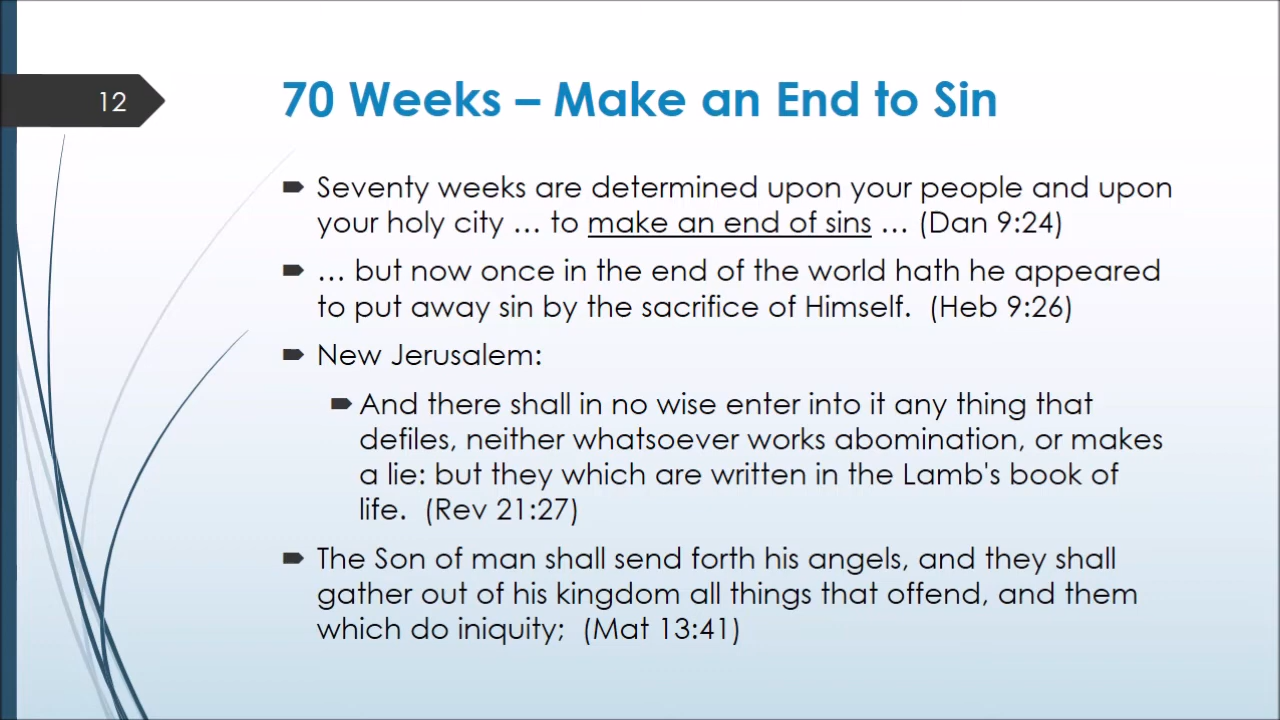 12
70 Weeks – Make an End to Sin
Seventy weeks are determined upon your people and upon
your holy city … to make an end of sins … (Dan 9:24)
… but now once in the end of the world hath he appeared
to put away sin by the sacrifice of Himself.  (Heb 9:26)
New Jerusalem:
And there shall in no wise enter into it any thing that
defiles, neither whatsoever works abomination, or makes
a lie: but they which are written in the Lamb's book of
life.  (Rev 21:27)
The Son of man shall send forth his angels, and they shall
gather out of his kingdom all things that offend, and them
which do iniquity;  (Mat 13:41)